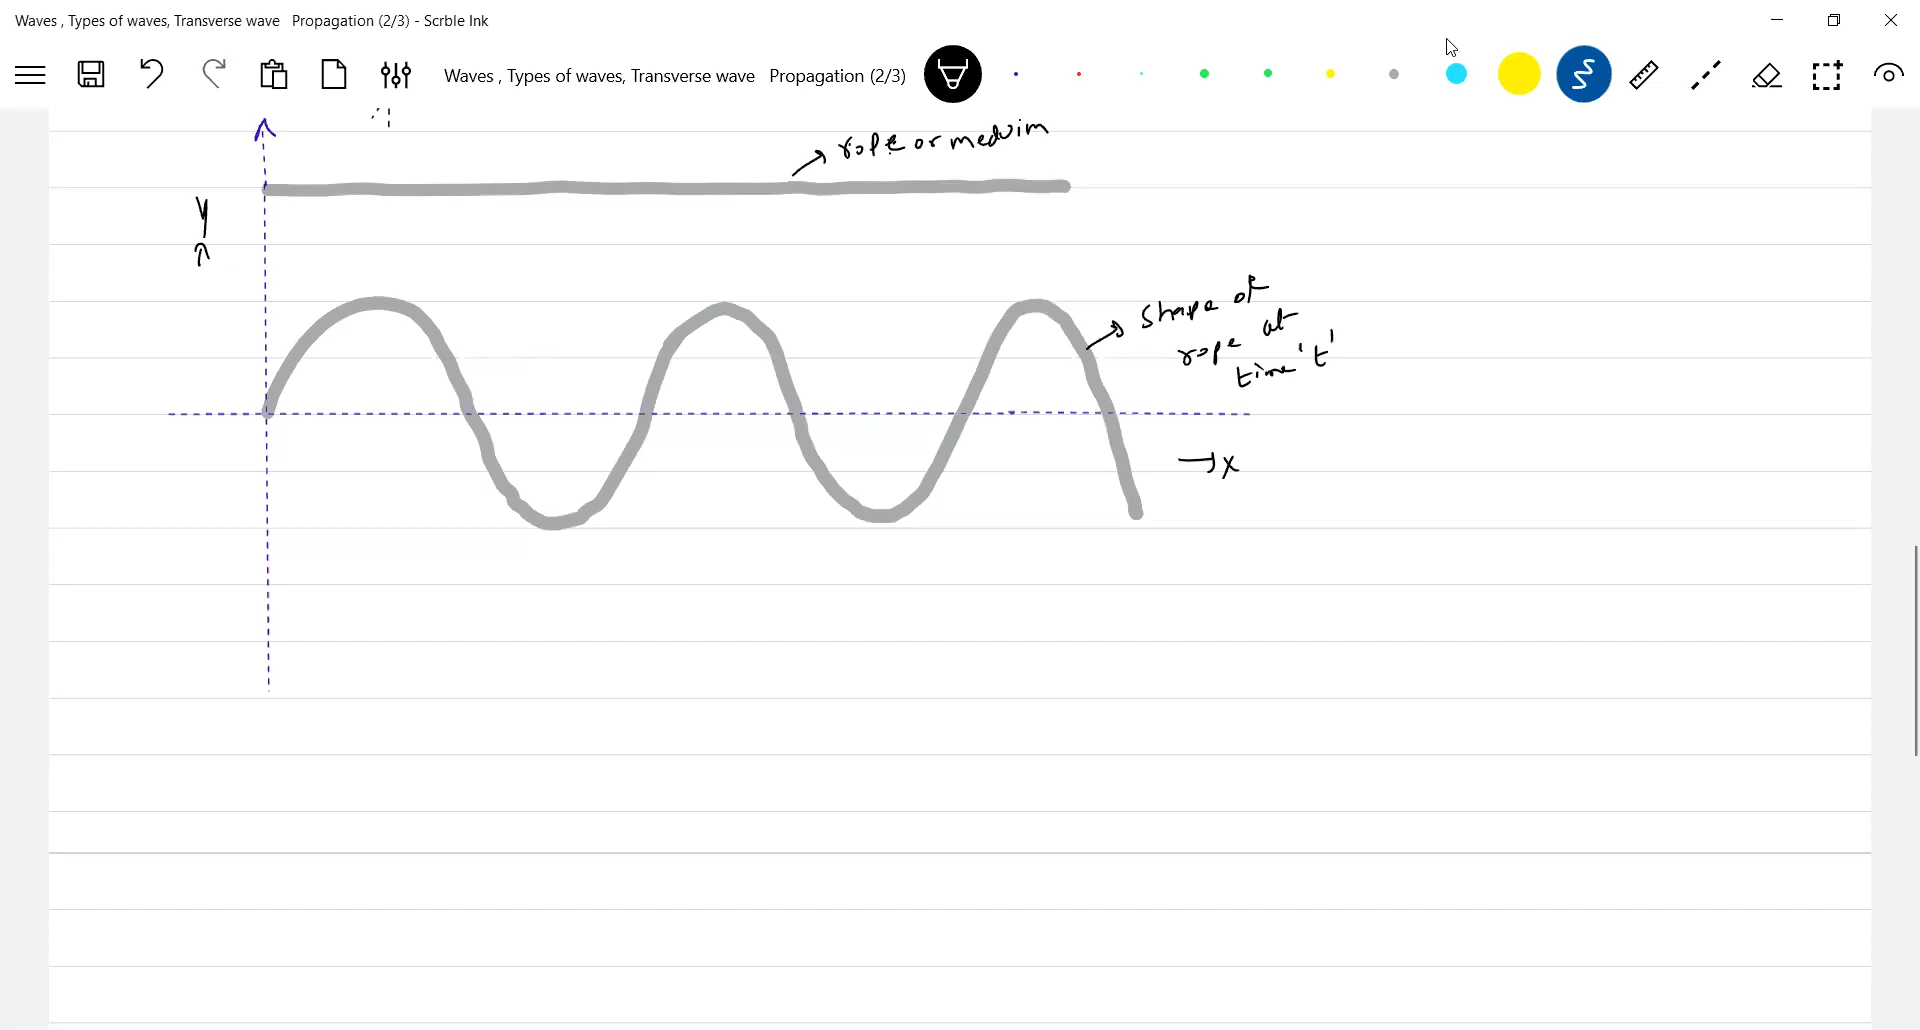 Waves , Types of waves, Transverse wave   Propagation (2/3) - Scrble Ink
Waves , Types of waves, Transverse wave   Propagation (2/3)
rope or meduim
y
shape of
rope at
time 't'
x